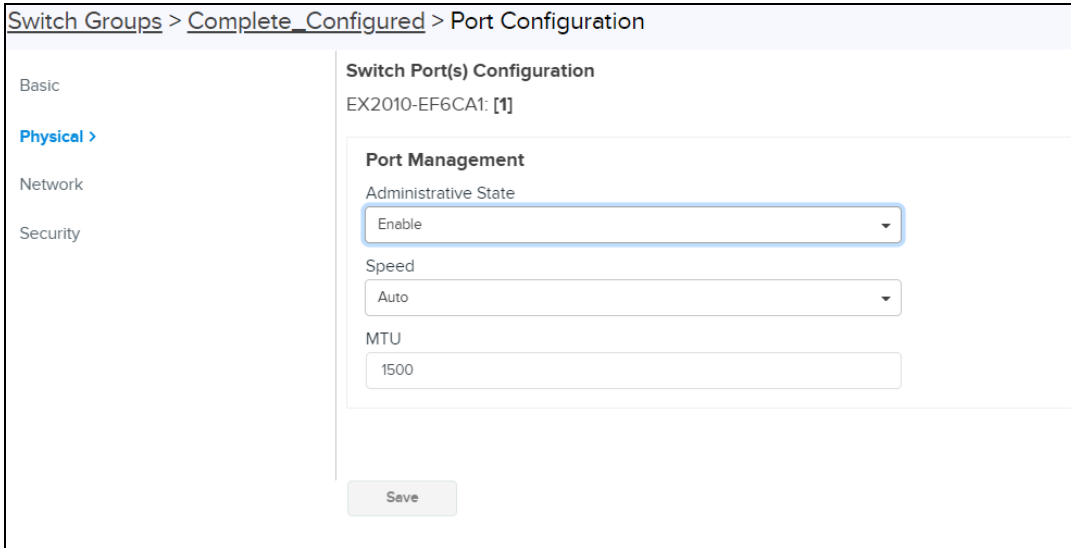 Switch Groups > Complete_Configured > Port Configuration
Basic
Physical >
Network
Security
Switch Port(s) Configuration
EX2010-EF6CA1: [1]
Port Management
Administrative State
Enable
Speed
Auto
MTU
1500
Save